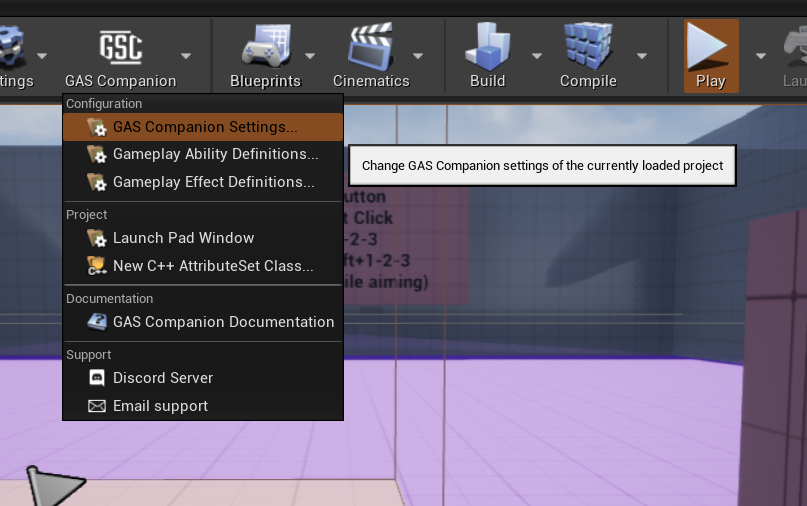 GSC
tings
GAS Companion
Blueprints
Cinematics
Build
Compile
Play
Lau
Configuration
GAS Companion Settings...
Gameplay Ability Definitions...
Gameplay Effect Definitions...
Change GAS Companion settings of the currently loaded project
Project
Launch Pad Window
New C++ AttributeSet Class...
Documentation
GAS Companion Documentation
Support
Discord Server
Email support
utton
t Click
-2-3
ft+1-2-3
ile aiming)